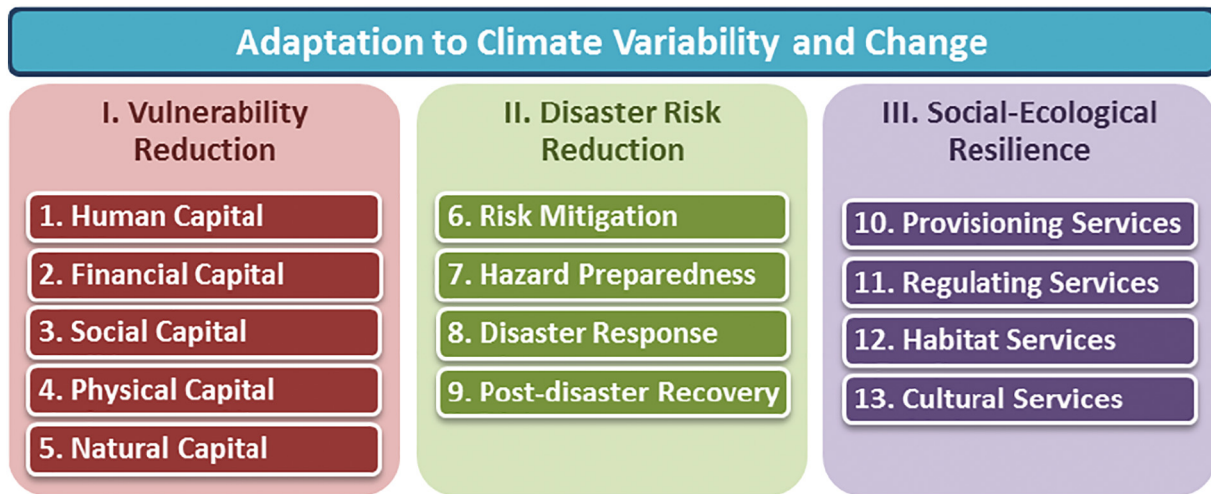 Adaptation to Climate Variability and Change
I. Vulnerability
Reduction
1. Human Capital
2. Financial Capital
3. Social Capital
4. Physical Capital
5. Natural Capital
II. Disaster Risk
Reduction
6. Risk Mitigation
7. Hazard Preparedness
8. Disaster Response
9. Post-disaster Recovery
III. Social-Ecological
Resilience
10. Provisioning Services
11. Regulating Services
12. Habitat Services
13. Cultural Services